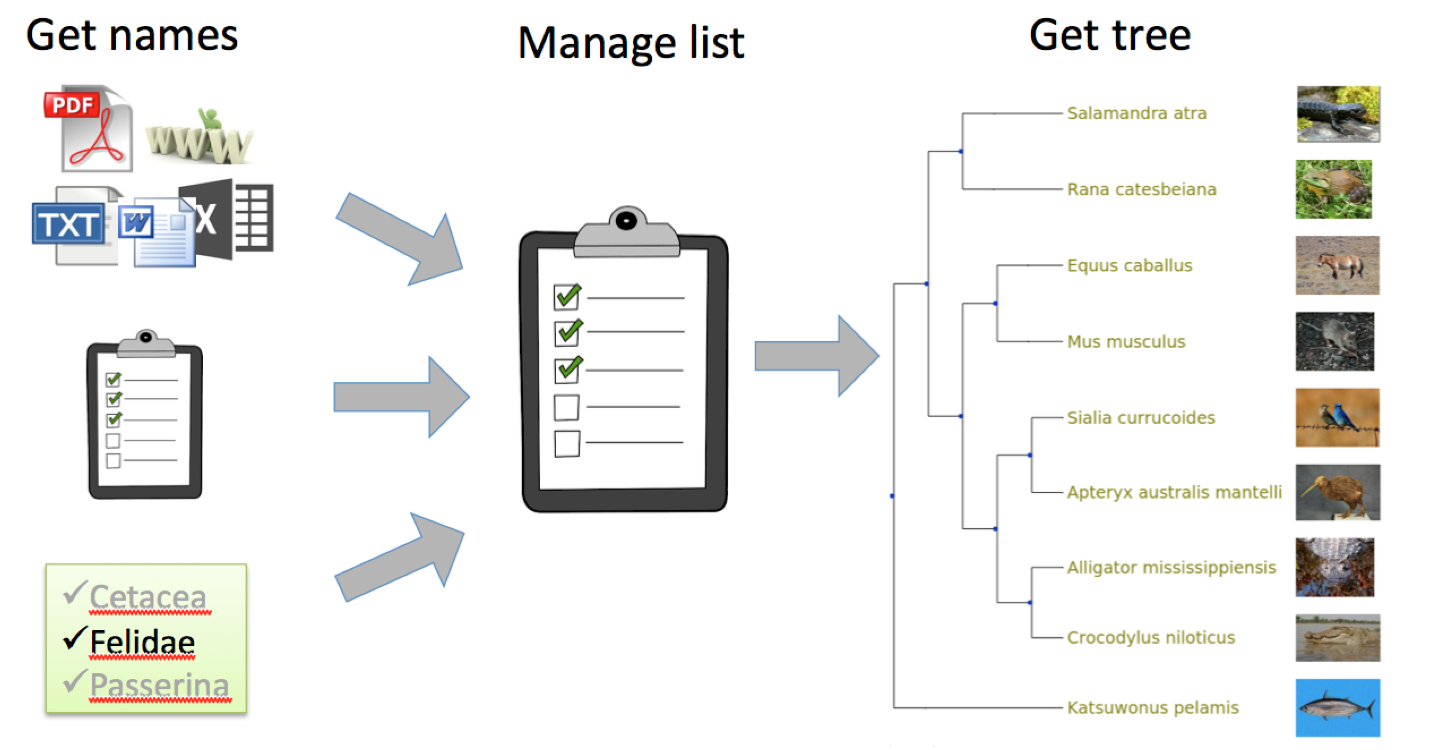 Get names
Manage list
Get tree
PDF
WWW
TXT
W
X
Cetacea
Felidae
Passerina
Salamandra atra
Rana catesbeiana
Equus caballus
Mus musculus
Sialia currucoides
Apteryx australis mantelli
Alligator mississippiensis
Crocodylus niloticus
Katsuwonus pelamis